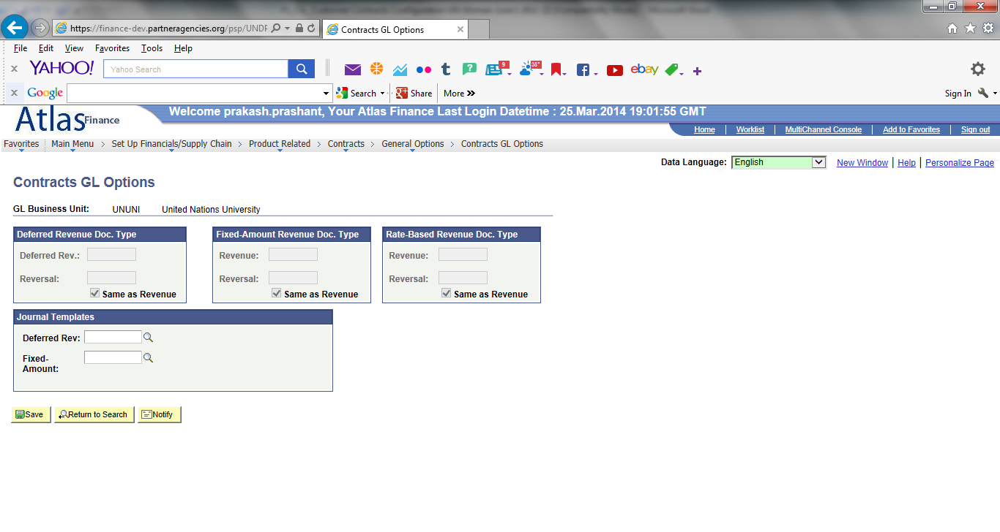 https://finance-dev.partneragencies.org/psp/UNDP
Contracts GL Options
File Edit View Favorites Tools Help
YAHOO! Yahoo Search t ? 9 38° f ebay
Google Search Share More Sign In
Atlas Finance Welcome prakash.prashant, Your Atlas Finance Last Login Datetime : 25.Mar.2014 19:01:55 GMT
Home Worklist MultiChannel Console Add to Favorites Sign out
Favorites Main Menu > Set Up Financials/Supply Chain > Product Related > Contracts > General Options > Contracts GL Options
Data Language: English New Window | Help | Personalize Page
Contracts GL Options
GL Business Unit: UNUNI United Nations University
Deferred Revenue Doc. Type Fixed-Amount Revenue Doc. Type Rate-Based Revenue Doc. Type
Deferred Rev.: Revenue: Revenue:
Reversal: Reversal: Reversal:
Same as Revenue Same as Revenue Same as Revenue
Journal Templates
Deferred Rev:
Fixed-
Amount:
Save Return to Search Notify